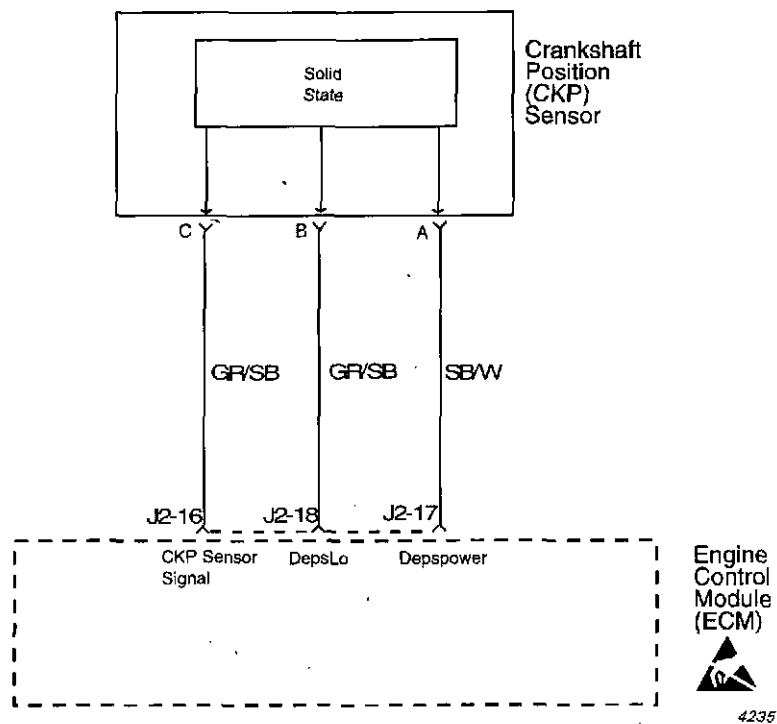 Solid
State
Crankshaft
Position
(CKP)
Sensor
C B A
GR/SB GR/SB SB/W
J2-16 J2-18 J2-17
CKP Sensor
Signal
DepsLo
Depspower
Engine
Control
Module
(ECM)
4235